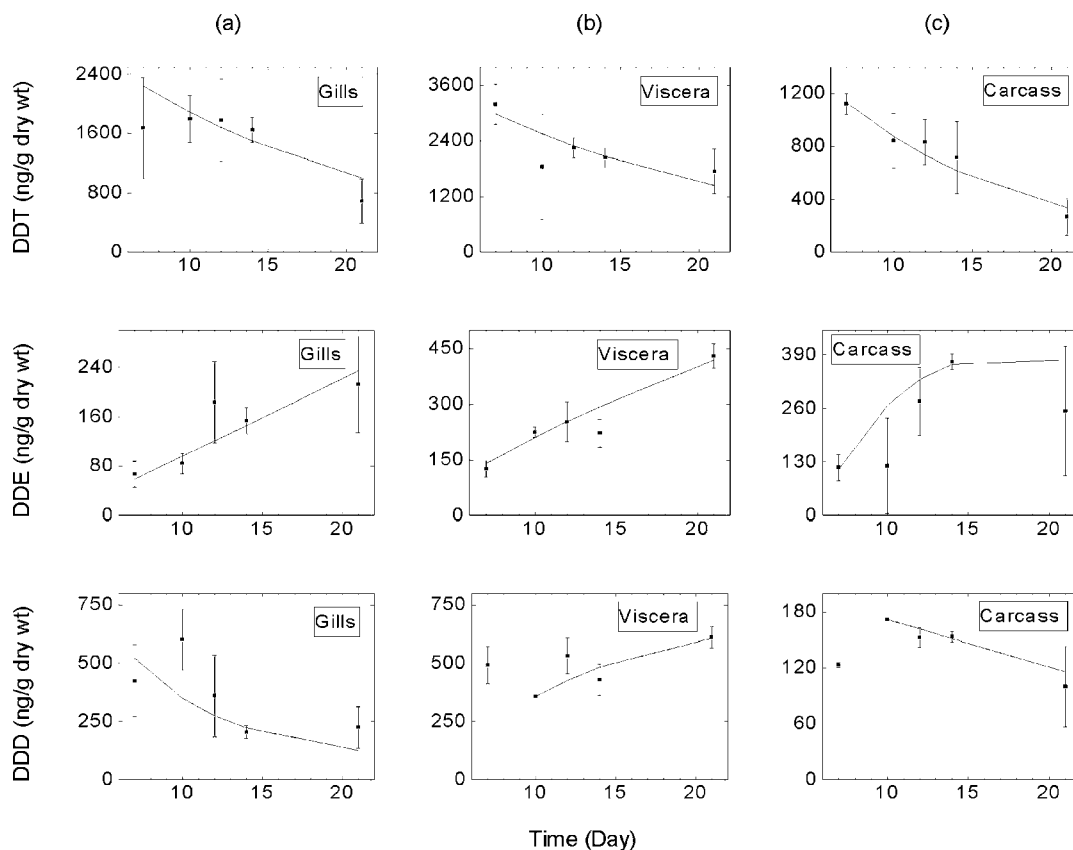 (a) (b) (c)
DDT (ng/g dry wt)
2400
1600
800
0
Gills
10 15 20
3600
2400
1200
0
Viscera
10 15 20
1200
800
400
0
Carcass
10 15 20
DDE (ng/g dry wt)
240
160
80
0
Gills
10 15 20
450
300
150
0
Viscera
10 15 20
390
260
130
0
Carcass
10 15 20
DDD (ng/g dry wt)
750
500
250
0
Gills
10 15 20
750
500
250
0
Viscera
10 15 20
180
120
60
0
Carcass
10 15 20
Time (Day)